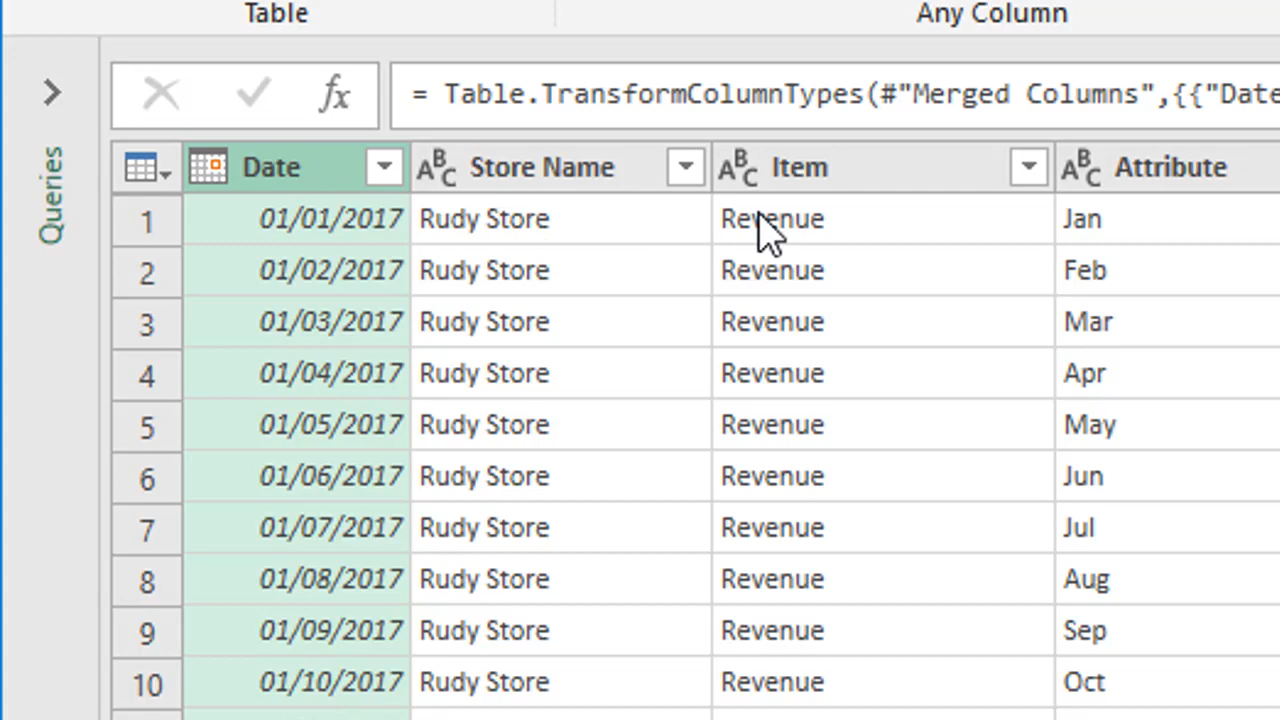 Table Any Column
= Table.TransformColumnTypes(#"Merged Columns",{{"Date
Queries
Date Store Name Item Attribute
1 01/01/2017 Rudy Store Revenue Jan
2 01/02/2017 Rudy Store Revenue Feb
3 01/03/2017 Rudy Store Revenue Mar
4 01/04/2017 Rudy Store Revenue Apr
5 01/05/2017 Rudy Store Revenue May
6 01/06/2017 Rudy Store Revenue Jun
7 01/07/2017 Rudy Store Revenue Jul
8 01/08/2017 Rudy Store Revenue Aug
9 01/09/2017 Rudy Store Revenue Sep
10 01/10/2017 Rudy Store Revenue Oct